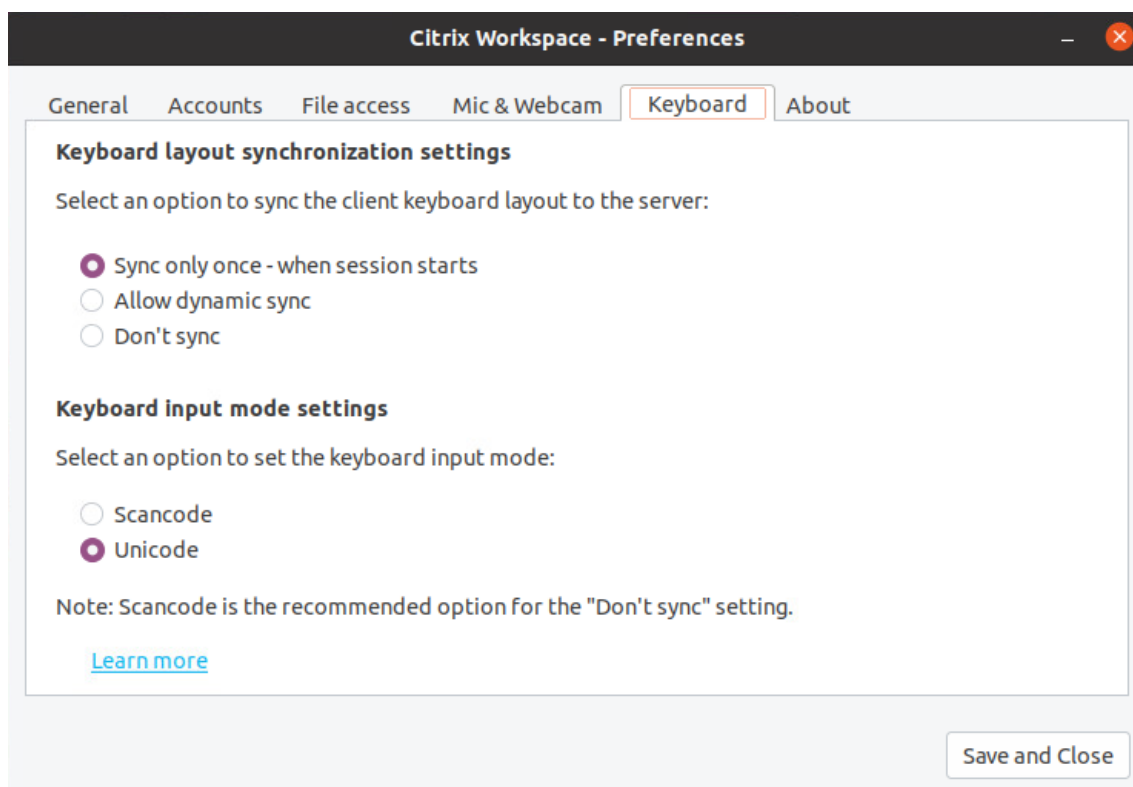 Citrix Workspace - Preferences
General Accounts File access Mic & Webcam Keyboard About
Keyboard layout synchronization settings
Select an option to sync the client keyboard layout to the server:
Sync only once - when session starts
Allow dynamic sync
Don't sync
Keyboard input mode settings
Select an option to set the keyboard input mode:
Scancode
Unicode
Note: Scancode is the recommended option for the "Don't sync" setting.
Learn more
Save and Close